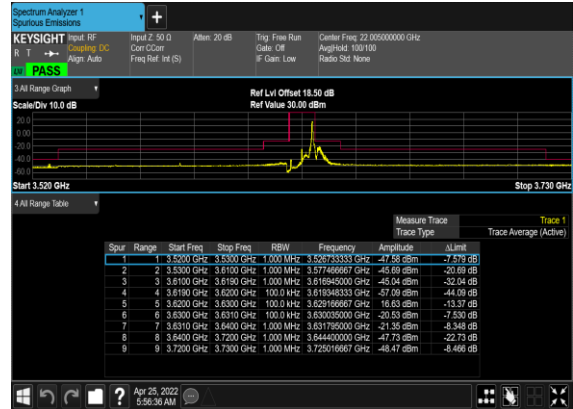 Spectrum Analyzer 1
Spurious Emissions
KEYSIGHT Input: RF Input Z: 50 Ω Atten: 20 dB Trig: Free Run Center Freq: 22.005000000 GHz
R T Coupling: DC Corr CCorr Gate: Off Avg|Hold: 100/100
Align: Auto Freq Ref: Int (S) IF Gain: Low Radio Std: None
PASS
3 All Range Graph
Ref Lvl Offset 18.50 dB
Scale/Div 10.0 dB Ref Value 30.00 dBm
20.0
0.00
-20.0
-40.0
-60.0
Start 3.520 GHz Stop 3.730 GHz
4 All Range Table
Measure Trace Trace 1
Trace Type Trace Average (Active)
Spur Range Start Freq Stop Freq RBW Frequency Amplitude ΔLimit
1 1 3.5200 GHz 3.5300 GHz 1.000 MHz 3.526733333 GHz -47.58 dBm -7.579 dB
2 2 3.5300 GHz 3.6100 GHz 1.000 MHz 3.577466667 GHz -45.69 dBm -20.69 dB
3 3 3.6100 GHz 3.6190 GHz 1.000 MHz 3.616945000 GHz -45.04 dBm -32.04 dB
4 4 3.6190 GHz 3.6200 GHz 100.0 kHz 3.619348333 GHz -57.09 dBm -44.09 dB
5 5 3.6200 GHz 3.6300 GHz 100.0 kHz 3.629166667 GHz 16.63 dBm -13.37 dB
6 6 3.6300 GHz 3.6310 GHz 100.0 kHz 3.630035000 GHz -20.53 dBm -7.530 dB
7 7 3.6310 GHz 3.6400 GHz 1.000 MHz 3.631795000 GHz -21.35 dBm -8.348 dB
8 8 3.6400 GHz 3.7200 GHz 1.000 MHz 3.644400000 GHz -47.73 dBm -22.73 dB
9 9 3.7200 GHz 3.7300 GHz 1.000 MHz 3.725016667 GHz -48.47 dBm -8.466 dB
Apr 25, 2022
5:56:36 AM